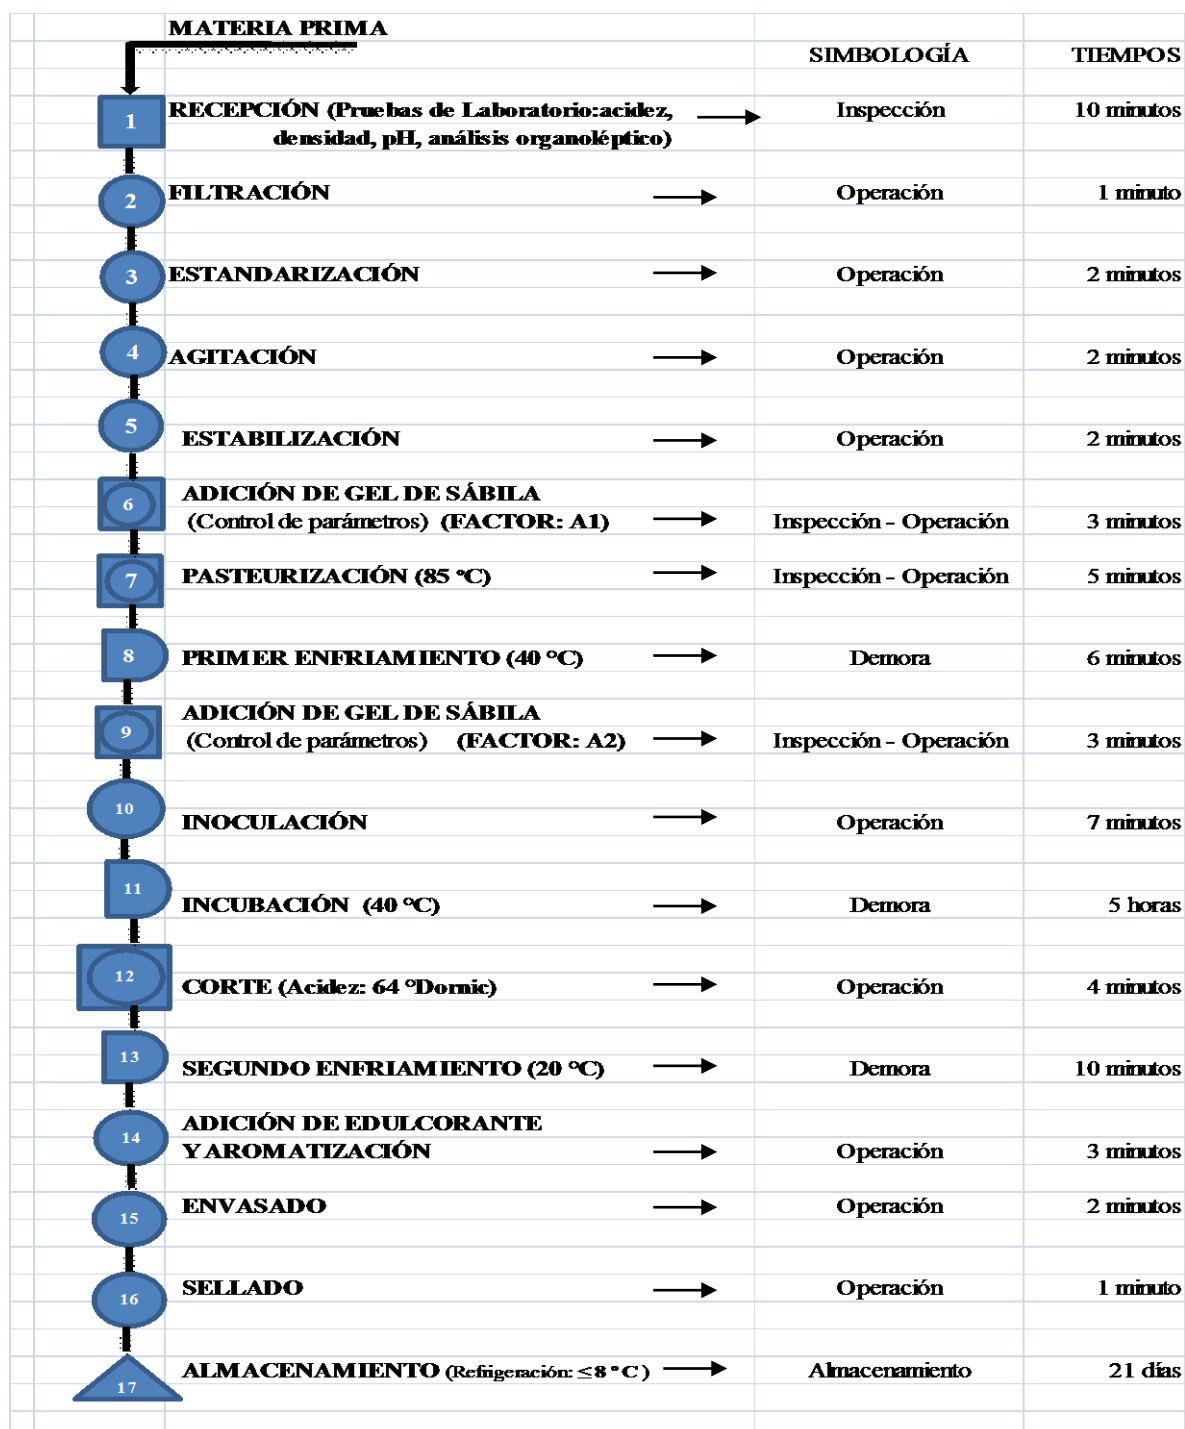 MATERIA PRIMA
SIMBOLOGÍA TIEMPOS
1 RECEPCIÓN (Pruebas de Laboratorio:acidez, Inspección 10 minutos
densidad, pH, análisis organoléptico)
2 FILTRACIÓN Operación 1 minuto
3 ESTANDARIZACIÓN Operación 2 minutos
4 AGITACIÓN Operación 2 minutos
5 ESTABILIZACIÓN Operación 2 minutos
ADICIÓN DE GEL DE SÁBILA
6 (Control de parámetros) (FACTOR: A1) Inspección - Operación 3 minutos
7 PASTEURIZACIÓN (85 °C) Inspección - Operación 5 minutos
8 PRIMER ENFRIAMIENTO (40 °C) Demora 6 minutos
ADICIÓN DE GEL DE SÁBILA
9 (Control de parámetros) (FACTOR: A2) Inspección - Operación 3 minutos
10 INOCULACIÓN Operación 7 minutos
11 INCUBACIÓN (40 °C) Demora 5 horas
12 CORTE (Acidez: 64 °Dornic) Operación 4 minutos
13 SEGUNDO ENFRIAMIENTO (20 °C) Demora 10 minutos
ADICIÓN DE EDULCORANTE
14 Y AROMATIZACIÓN Operación 3 minutos
15 ENVASADO Operación 2 minutos
16 SELLADO Operación 1 minuto
17 ALMACENAMIENTO (Refrigeración: ≤8 °C ) Almacenamiento 21 días